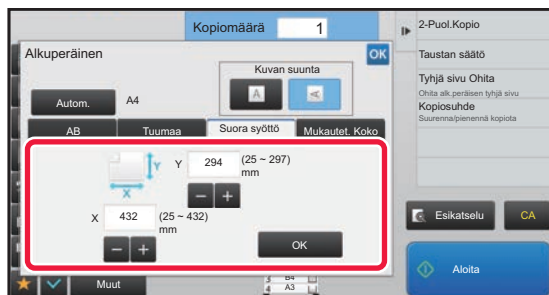 Kopiomäärä 1
Alkuperäinen
OK
Kuvan suunta
A
A
Autom. A4
AB Tuumaa Suora syöttö Mukautet. Koko
Y Y 294 (25 ~ 297)
mm
X
X 432 (25 ~ 432)
mm
OK
Muut
3 B4
4 A3
2-Puol.Kopio
Taustan säätö
Tyhjä sivu Ohita
Ohita alk.peräisen tyhjä sivu
Kopiosuhde
Suurenna/pienennä kopiota
Esikatselu CA
Aloita